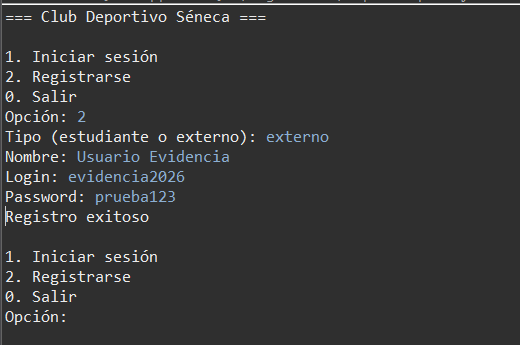 === Club Deportivo Séneca ===
1. Iniciar sesión
2. Registrarse
0. Salir
Opción: 2
Tipo (estudiante o externo): externo
Nombre: Usuario Evidencia
Login: evidencia2026
Password: prueba123
Registro exitoso
1. Iniciar sesión
2. Registrarse
0. Salir
Opción: